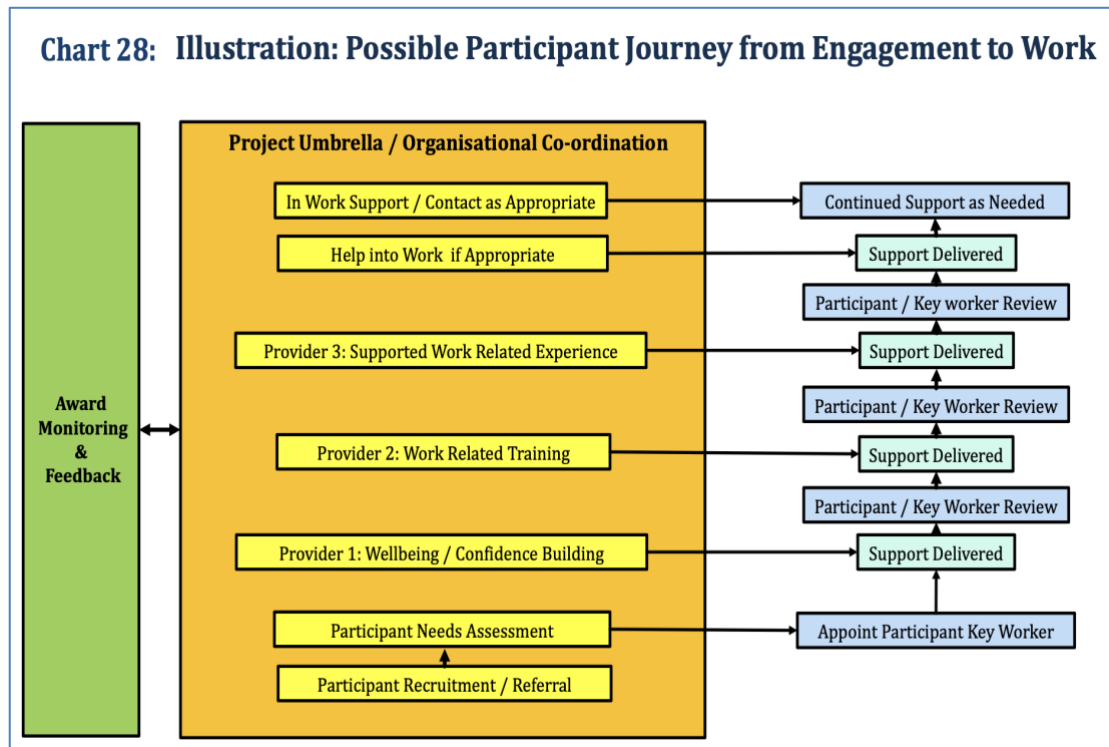 Chart 28: Illustration: Possible Participant Journey from Engagement to Work
Project Umbrella / Organisational Co-ordination
In Work Support / Contact as Appropriate
Continued Support as Needed
Help into Work if Appropriate
Support Delivered
Participant / Key worker Review
Provider 3: Supported Work Related Experience
Support Delivered
Award
Monitoring
&
Feedback
Participant / Key Worker Review
Provider 2: Work Related Training
Support Delivered
Participant / Key Worker Review
Provider 1: Wellbeing / Confidence Building
Support Delivered
Participant Needs Assessment
Appoint Participant Key Worker
Participant Recruitment / Referral